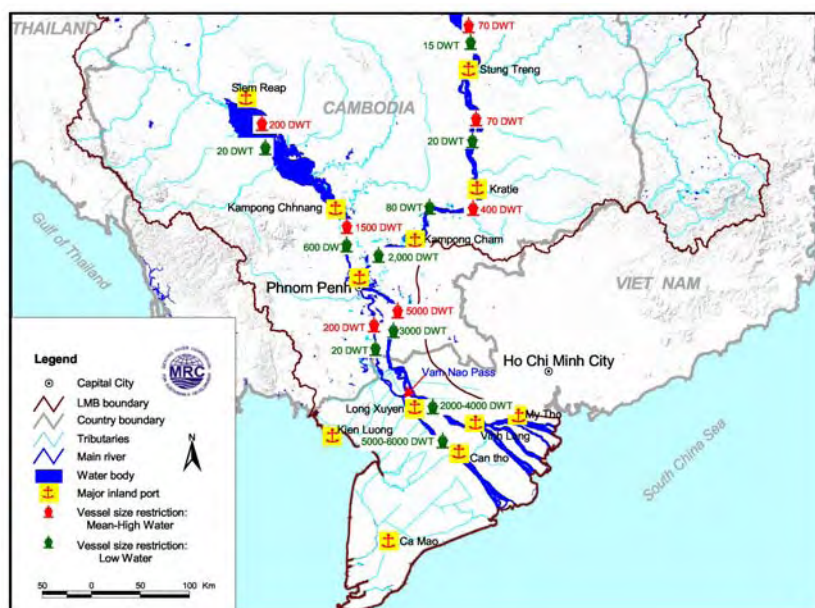 THAILAND
CAMBODIA
VIET NAM
Gulf of Thailand
South China Sea
70 DWT
15 DWT
Stung Treng
Siem Reap
200 DWT
20 DWT
70 DWT
20 DWT
Kratie
80 DWT
400 DWT
Kampong Chhnang
1500 DWT
600 DWT
Kampong Cham
2,000 DWT
Phnom Penh
5000 DWT
200 DWT
3000 DWT
20 DWT
Ho Chi Minh City
Vam Nao Pass
Long Xuyen
2000-4000 DWT
My Tho
Kien Luong
Vinh Long
5000-6000 DWT
Can tho
Ca Mao
Legend
MRC
Capital City
LMB boundary
Country boundary
N
Tributaries
Main river
Water body
Major inland port
Vessel size restriction:
Mean-High Water
Vessel size restriction:
Low Water
50 0 50 100 Km